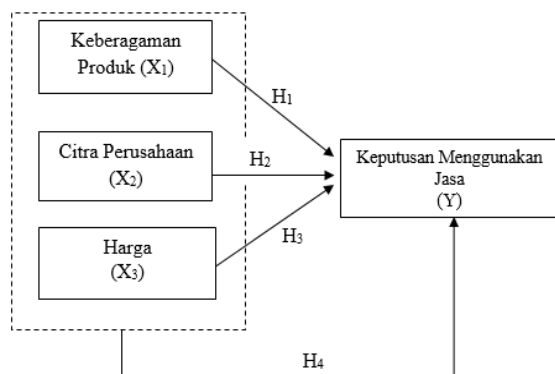 Keberagaman
Produk (X₁)
H₁
Citra Perusahaan
(X₂)
H₂
Keputusan Menggunakan
Jasa
(Y)
Harga
(X₃)
H₃
H₄